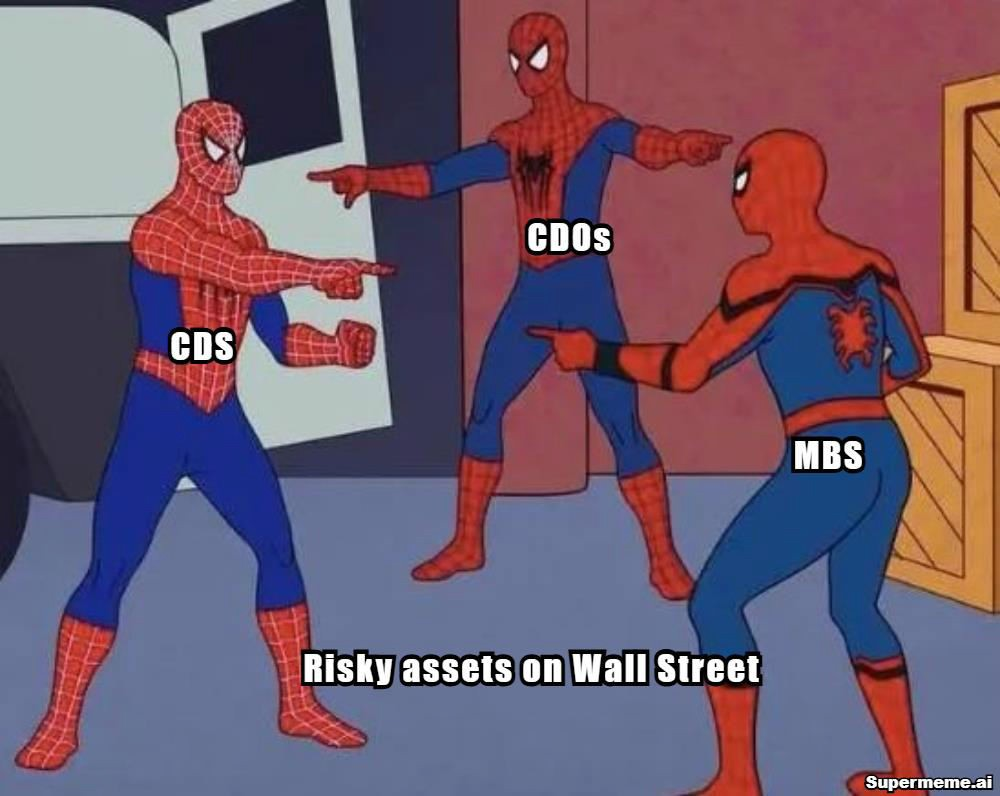 CDOs
CDS
MBS
Risky assets on Wall Street
Supermeme.ai